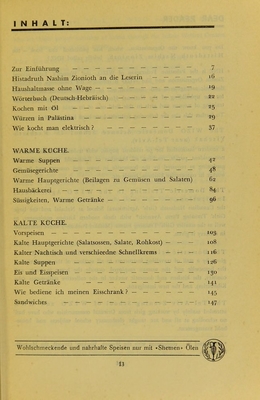 INHALT:
Zur Einführung 7
Histadruth Nashim Zionioth an die Leserin 16
Haushaltmasse ohne Wage 19
Wörterbuch (Deutsch-Hebräisch) 22
Kochen mit Öl 25
Würzen in Palästina 29
Wie kocht man elektrisch? 37
WARME KÜCHE.
Warme Suppen 42
Gemüsegerichte 48
Warme Hauptgerichte (Beilagen zu Gemüsen und Salaten) 62
Hausbäckerei 84
Süssigkeiten, Warme Getränke 96
KALTE KÜCHE.
Vorspeisen 103
Kalte Hauptgerichte (Salatsossen, Salate, Rohkost) 108
Kalter Nachtisch und verschiedne Schnellkrems 116
Kalte Suppen 126
Eis und Eisspeisen 130
Kalte Getränke 141
Wie bediene ich meinen Eisschrank? 143
Sandwiches 147
Wohlschmeckende und nahrhafte Speisen nur mit «Shemen» Ölen